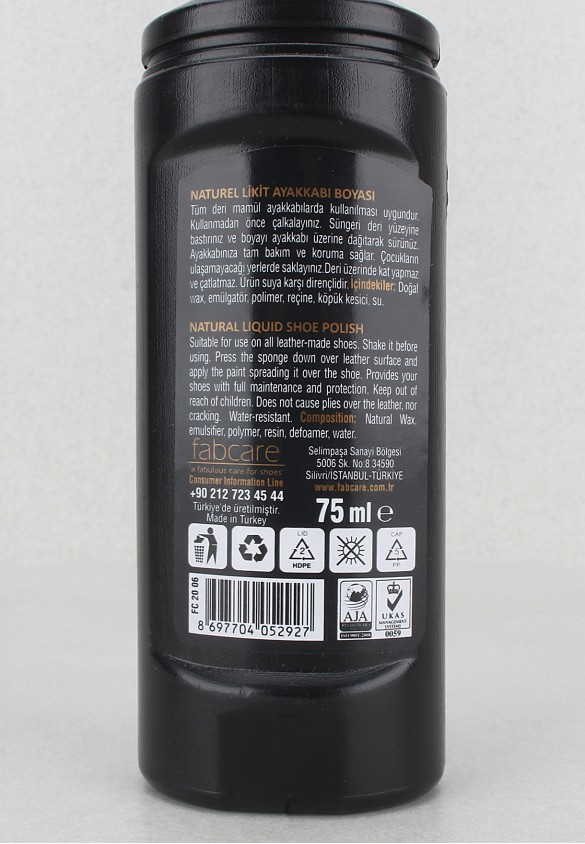 NATUREL LİKİT AYAKKABI BOYASI
Tüm deri mamül ayakkabılarda kullanılması uygundur.
Kullanmadan önce çalkalayınız. Süngeri deri yüzeyine
bastırınız ve boyayı ayakkabı üzerine dağıtarak sürünüz.
Ayakkabınıza tam bakım ve koruma sağlar. Çocukların
ulaşamayacağı yerlerde saklayınız.Deri üzerinde kat yapmaz
ve çatlatmaz. Ürün suya karşı dirençlidir. İçindekiler: Doğal
wax, emülgatör, polimer, reçine, köpük kesici, su.
NATURAL LIQUID SHOE POLISH
Suitable for use on all leather-made shoes. Shake it before
using. Press the sponge down over leather surface and
apply the paint spreading it over the shoe. Provides your
shoes with full maintenance and protection. Keep out of
reach of children. Does not cause plies over the leather, nor
cracking. Water-resistant. Composition: Natural Wax,
emulsifier, polymer, resin, defoamer, water.
fabcare
a fabulous care for shoes
Consumer Information Line
+90 212 723 45 44
Türkiye'de üretilmiştir.
Made in Turkey
Selimpaşa Sanayi Bölgesi
5006 Sk. No:8 34590
Silivri/İSTANBUL-TÜRKİYE
www.fabcare.com.tr
75 ml e
LID
2
HDPE
CAP
5
PP
FC 20 06
8 697704 052927
AJA
REGISTRARS
ISO 9001:2008
UKAS
MANAGEMENT
SYSTEMS
0059